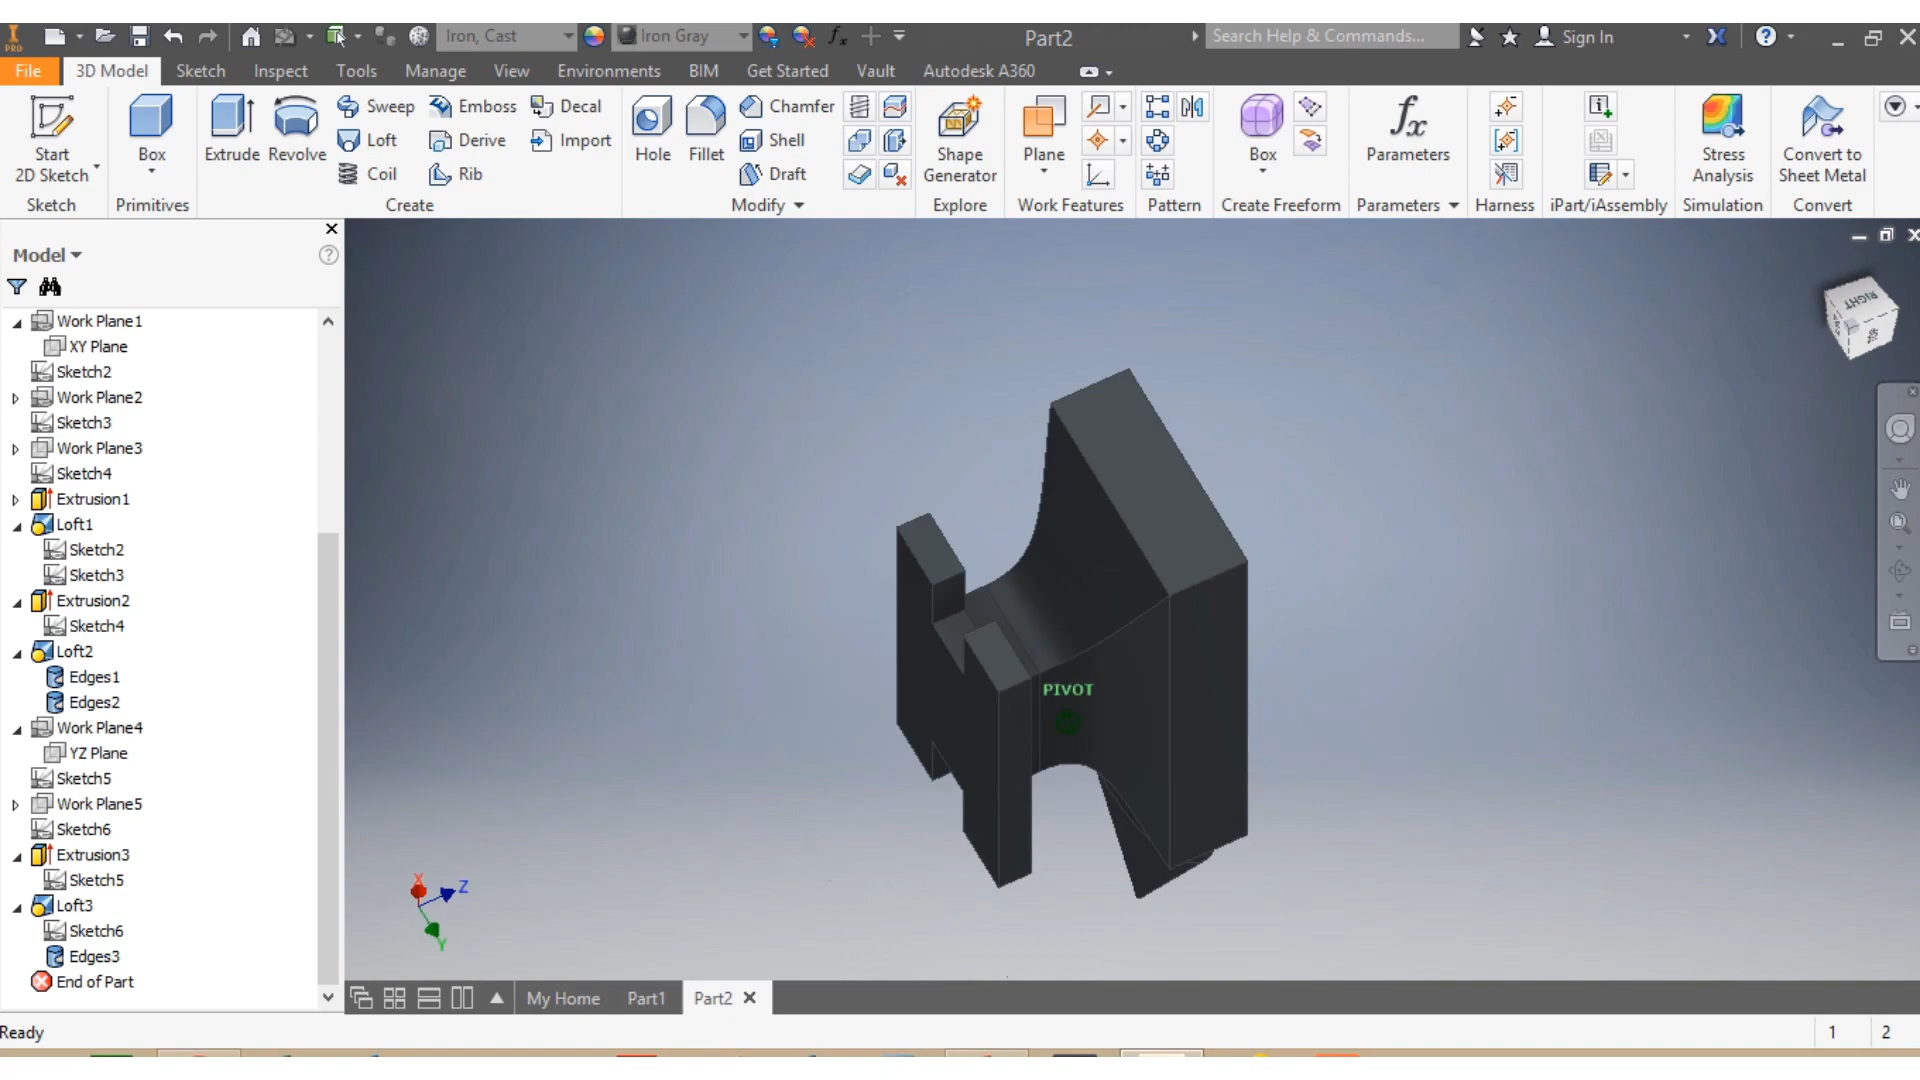 PRO
Iron, Cast
Iron Gray
fx
Part2
Search Help & Commands...
Sign In
File
3D Model
Sketch
Inspect
Tools
Manage
View
Environments
BIM
Get Started
Vault
Autodesk A360
Start
2D Sketch
Box
Extrude
Revolve
Sweep
Loft
Coil
Emboss
Derive
Rib
Decal
Import
Hole
Fillet
Chamfer
Shell
Draft
Shape
Generator
Plane
Box
fx
Parameters
Stress
Analysis
Convert to
Sheet Metal
Sketch
Primitives
Create
Modify
Explore
Work Features
Pattern
Create Freeform
Parameters
Harness
iPart/iAssembly
Simulation
Convert
Model
Work Plane1
XY Plane
Sketch2
Work Plane2
Sketch3
Work Plane3
Sketch4
Extrusion1
Loft1
Sketch2
Sketch3
Extrusion2
Sketch4
Loft2
Edges1
Edges2
Work Plane4
YZ Plane
Sketch5
Work Plane5
Sketch6
Extrusion3
Sketch5
Loft3
Sketch6
Edges3
End of Part
RIGHT
PIVOT
X
Z
Y
My Home
Part1
Part2
Ready
1
2